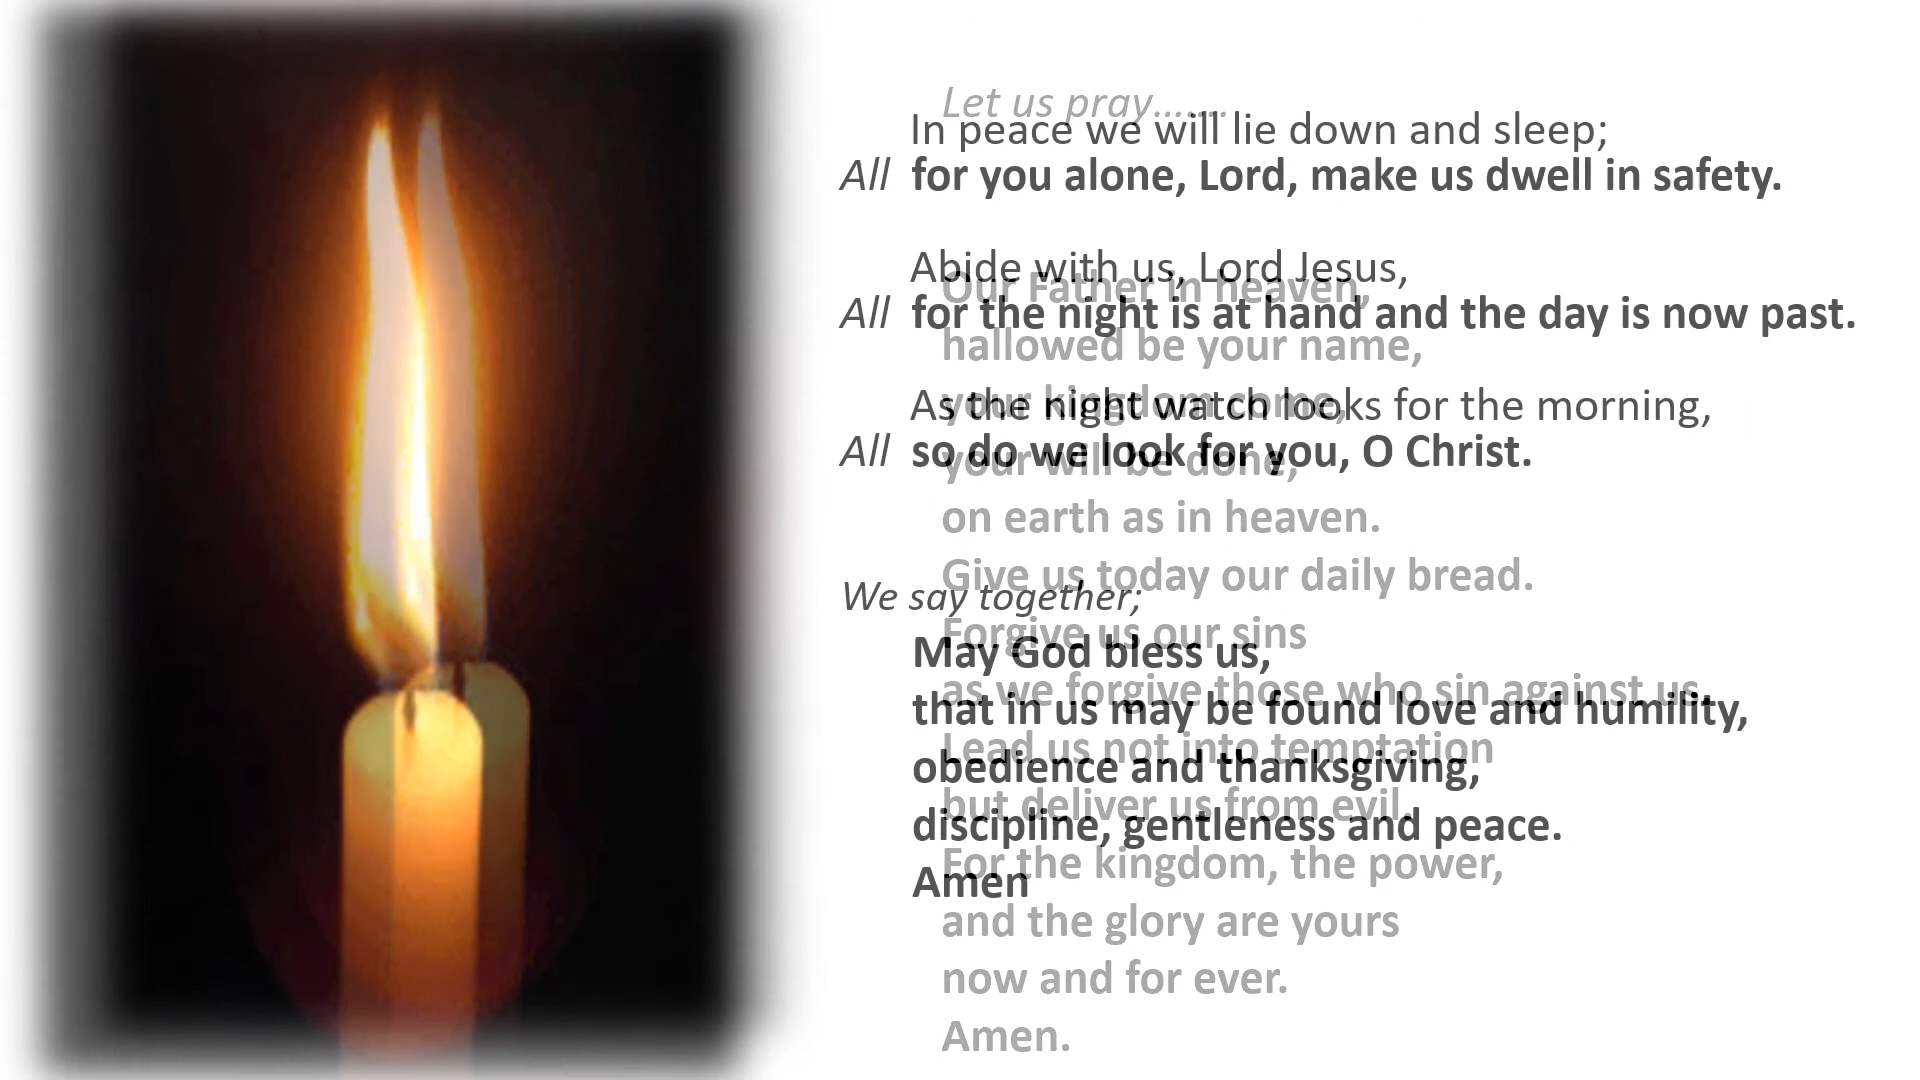 Let us pray.......
In peace we will lie down and sleep;
All for you alone, Lord, make us dwell in safety.
Abide with us, Lord Jesus,
Our Father in heaven,
All for the night is at hand and the day is now past.
hallowed be your name,
As the night watch looks for the morning,
your kingdom come,
All so do we look for you, O Christ.
your will be done,
on earth as in heaven.
Give us today our daily bread.
We say together;
Forgive us our sins
May God bless us,
as we forgive those who sin against us.
that in us may be found love and humility,
Lead us not into temptation
obedience and thanksgiving,
but deliver us from evil.
discipline, gentleness and peace.
For the kingdom, the power,
Amen
and the glory are yours
now and for ever.
Amen.